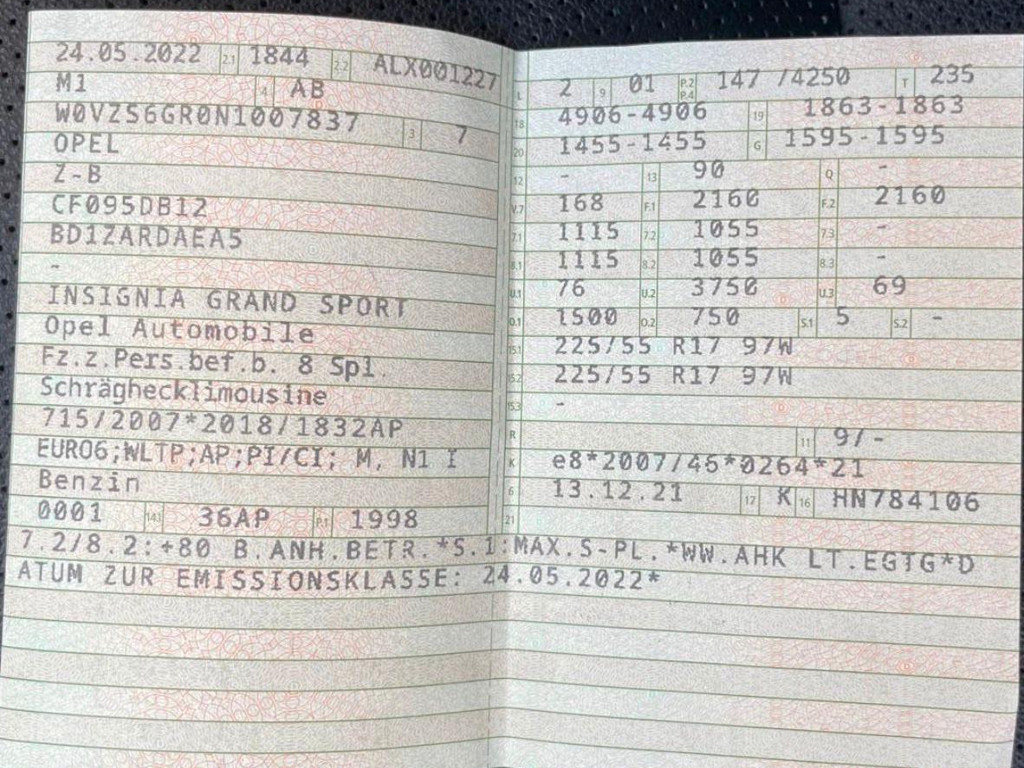 24.05.2022 2.1 1844 2.2 ALX001227
M1 4 AB
W0VZS6GR0N1007837 3 7
OPEL
Z-B
CF095DB12
BD1ZARDAEA5
-
INSIGNIA GRAND SPORT
Opel Automobile
Fz.z.Pers.bef.b. 8 Spl.
Schräghecklimousine
715/2007*2018/1832AP
EURO6;WLTP;AP;PI/CI; M, N1 I
Benzin
0001 14.1 36AP P.1 1998
L 2 9 01 P.2 P.4 147 /4250 T 235
18 4906-4906 19 1863-1863
20 1455-1455 G 1595-1595
12 - 13 90 Q -
V.7 168 F.1 2160 F.2 2160
7.1 1115 7.2 1055 7.3 -
8.1 1115 8.2 1055 8.3 -
U.1 76 U.2 3750 U.3 69
O.1 1500 O.2 750 S.1 5 S.2 -
15.1 225/55 R17 97W
15.2 225/55 R17 97W
15.3 -
R 11 9/-
K e8*2007/46*0264*21
6 13.12.21 17 K 16 HN784106
21
7.2/8.2:+80 B.ANH.BETR.*S.1:MAX.S-PL.*WW.AHK LT.EGTG*D
ATUM ZUR EMISSIONSKLASSE: 24.05.2022*